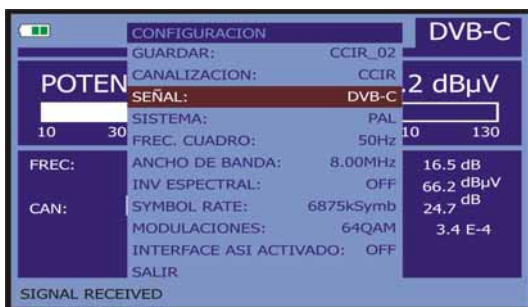 CONFIGURACION
DVB-C
GUARDAR: CCIR_02
CANALIZACION: CCIR
POTEN .2 dBµV
SEÑAL: DVB-C
SISTEMA: PAL
10 30 10 130
FREC. CUADRO: 50Hz
FREC: ANCHO DE BANDA: 8.00MHz 16.5 dB
INV ESPECTRAL: OFF 66.2 dBµV
CAN: SYMBOL RATE: 6875kSymb 24.7 dB
MODULACIONES: 64QAM 3.4 E-4
INTERFACE ASI ACTIVADO: OFF
SALIR
SIGNAL RECEIVED